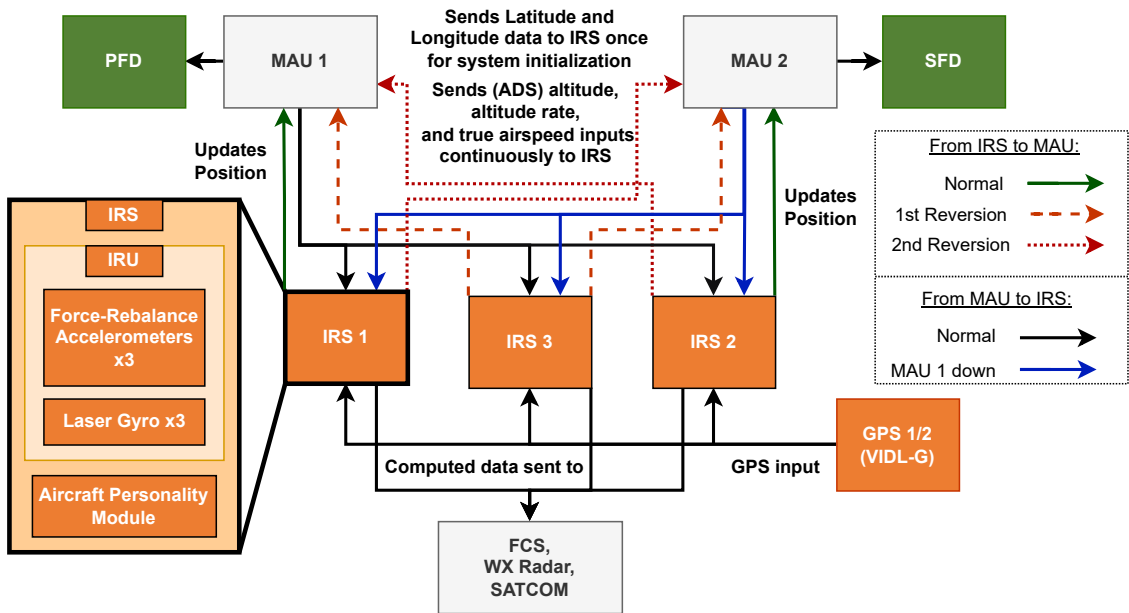 PFD
MAU 1
Sends Latitude and
Longitude data to IRS once
for system initialization
Sends (ADS) altitude,
altitude rate,
and true airspeed inputs
continuously to IRS
MAU 2
SFD
Updates
Position
Updates
Position
From IRS to MAU:
Normal
1st Reversion
2nd Reversion
From MAU to IRS:
Normal
MAU 1 down
IRS
IRU
Force-Rebalance
Accelerometers
x3
Laser Gyro x3
Aircraft Personality
Module
IRS 1
IRS 3
IRS 2
GPS 1/2
(VIDL-G)
Computed data sent to
GPS input
FCS,
WX Radar,
SATCOM